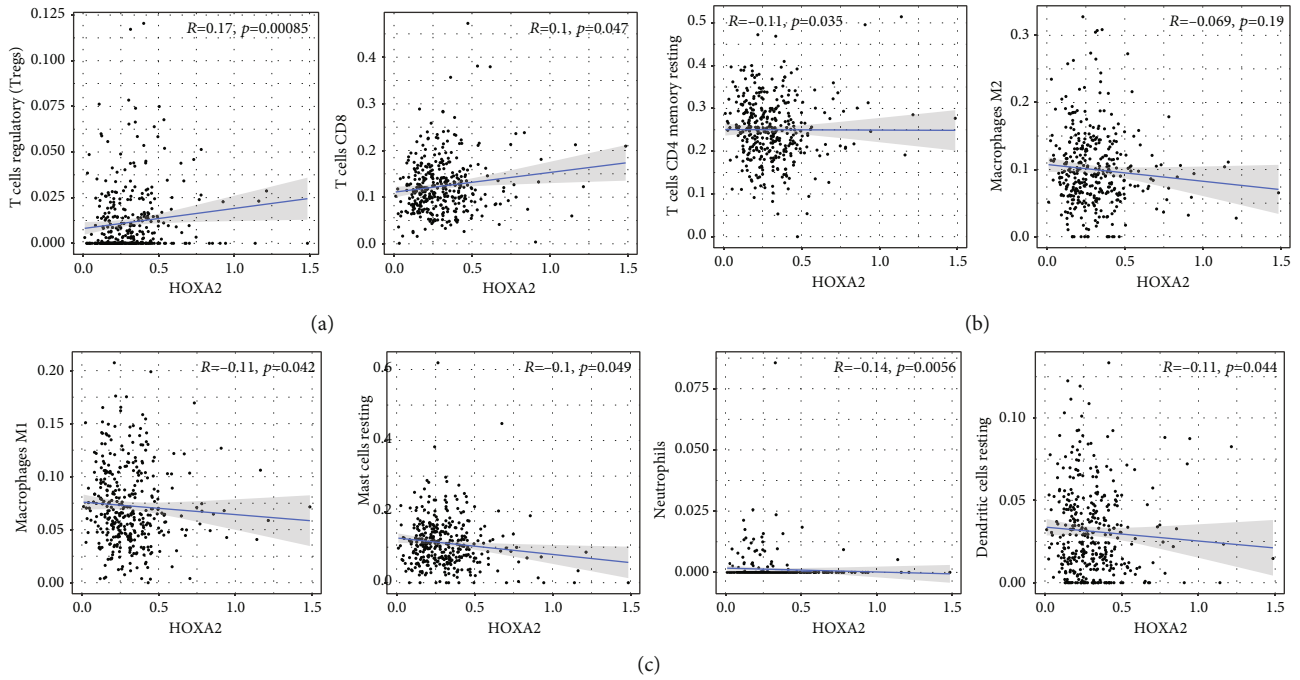 (a)
R=0.17, p=0.00085
T cells regulatory (Tregs)
0.125
0.100
0.075
0.050
0.025
0.000
0.0 0.5 1.0 1.5
HOXA2
R=0.1, p=0.047
T cells CD8
0.4
0.3
0.2
0.1
0.0
0.0 0.5 1.0 1.5
HOXA2
(b)
R=−0.11, p=0.035
T cells CD4 memory resting
0.5
0.4
0.3
0.2
0.1
0.0
0.0 0.5 1.0 1.5
HOXA2
R=−0.069, p=0.19
Macrophages M2
0.3
0.2
0.1
0.0
0.0 0.5 1.0 1.5
HOXA2
(a)
(b)
R=−0.11, p=0.042
Macrophages M1
0.20
0.15
0.10
0.05
0.00
0.0 0.5 1.0 1.5
HOXA2
R=−0.1, p=0.049
Mast cells resting
0.6
0.4
0.2
0.0
0.0 0.5 1.0 1.5
HOXA2
R=−0.14, p=0.0056
Neutrophils
0.075
0.050
0.025
0.000
0.0 0.5 1.0 1.5
HOXA2
R=−0.11, p=0.044
Dendritic cells resting
0.10
0.05
0.00
0.0 0.5 1.0 1.5
HOXA2
(c)